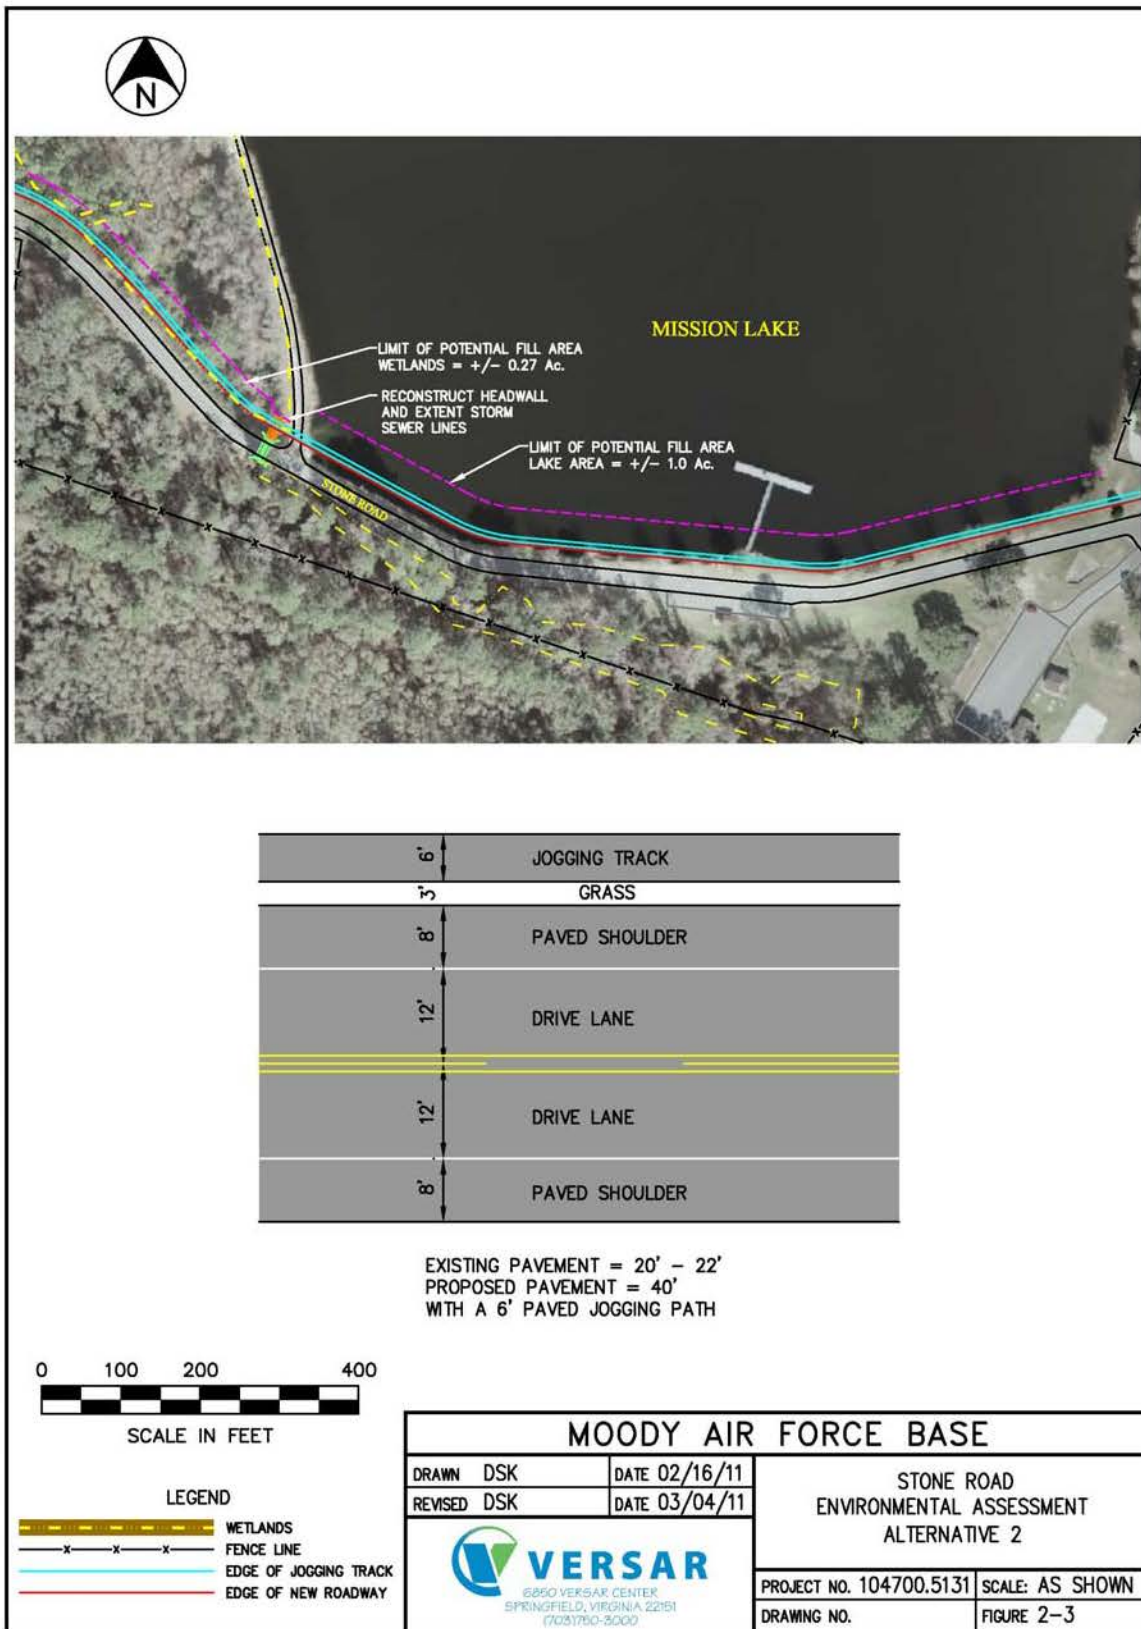 N
MISSION LAKE
LIMIT OF POTENTIAL FILL AREA
WETLANDS = +/- 0.27 Ac.
RECONSTRUCT HEADWALL
AND EXTENT STORM
SEWER LINES
LIMIT OF POTENTIAL FILL AREA
LAKE AREA = +/- 1.0 Ac.
STONE ROAD
6' JOGGING TRACK
3' GRASS
8' PAVED SHOULDER
12' DRIVE LANE
12' DRIVE LANE
8' PAVED SHOULDER
EXISTING PAVEMENT = 20' - 22'
PROPOSED PAVEMENT = 40'
WITH A 6' PAVED JOGGING PATH
0 100 200 400
SCALE IN FEET
LEGEND
WETLANDS
x x x FENCE LINE
EDGE OF JOGGING TRACK
EDGE OF NEW ROADWAY
MOODY AIR FORCE BASE
DRAWN DSK DATE 02/16/11
REVISED DSK DATE 03/04/11
STONE ROAD
ENVIRONMENTAL ASSESSMENT
ALTERNATIVE 2
VERSAR
6850 VERSAR CENTER
SPRINGFIELD, VIRGINIA 22151
(703)750-3000
PROJECT NO. 104700.5131 SCALE: AS SHOWN
DRAWING NO. FIGURE 2-3